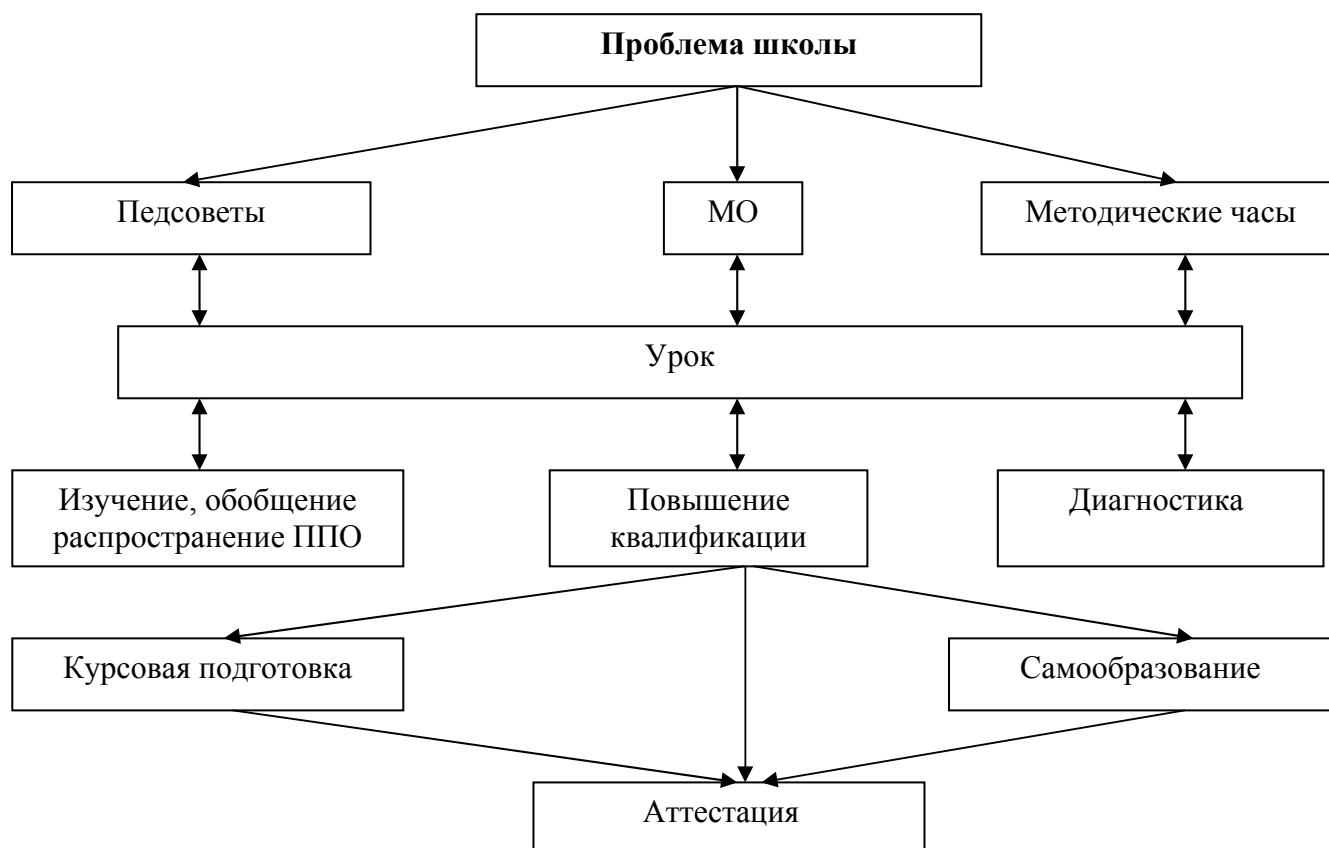 Проблема школы
Педсоветы
МО
Методические часы
Урок
Изучение, обобщение
распространение ППО
Повышение
квалификации
Диагностика
Курсовая подготовка
Самообразование
Аттестация